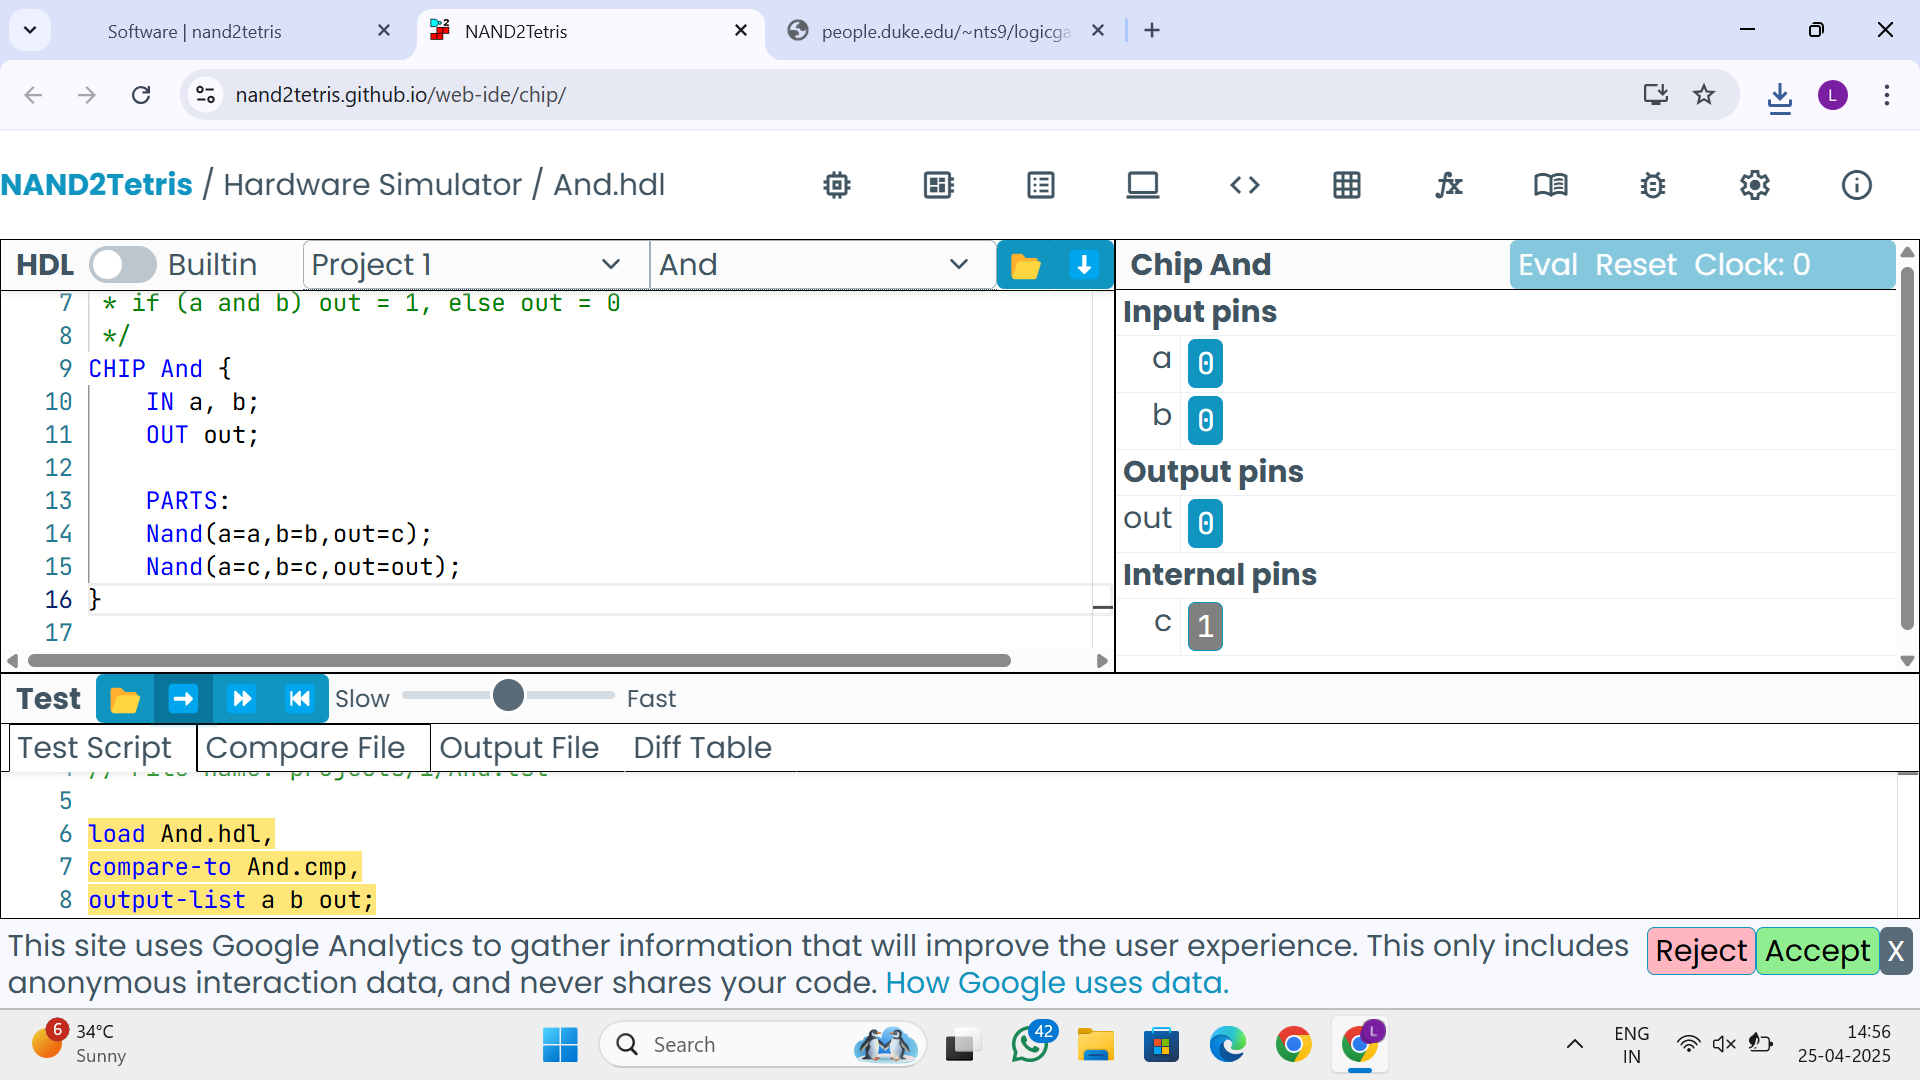 Software | nand2tetris
NAND2Tetris
people.duke.edu/~nts9/logicga
nand2tetris.github.io/web-ide/chip/
L
NAND2Tetris / Hardware Simulator / And.hdl
HDL Builtin Project 1 And
Chip And Eval Reset Clock: 0
7 * if (a and b) out = 1, else out = 0
8 */
9 CHIP And {
10 IN a, b;
11 OUT out;
12
13 PARTS:
14 Nand(a=a,b=b,out=c);
15 Nand(a=c,b=c,out=out);
16 }
17
Input pins
a 0
b 0
Output pins
out 0
Internal pins
c 1
Test Slow Fast
Test Script Compare File Output File Diff Table
4 // File name: projects/1/And.tst
5
6 load And.hdl,
7 compare-to And.cmp,
8 output-list a b out;
This site uses Google Analytics to gather information that will improve the user experience. This only includes
anonymous interaction data, and never shares your code. How Google uses data.
Reject Accept X
6 34°C
Sunny
Search
42
L
ENG
IN
14:56
25-04-2025